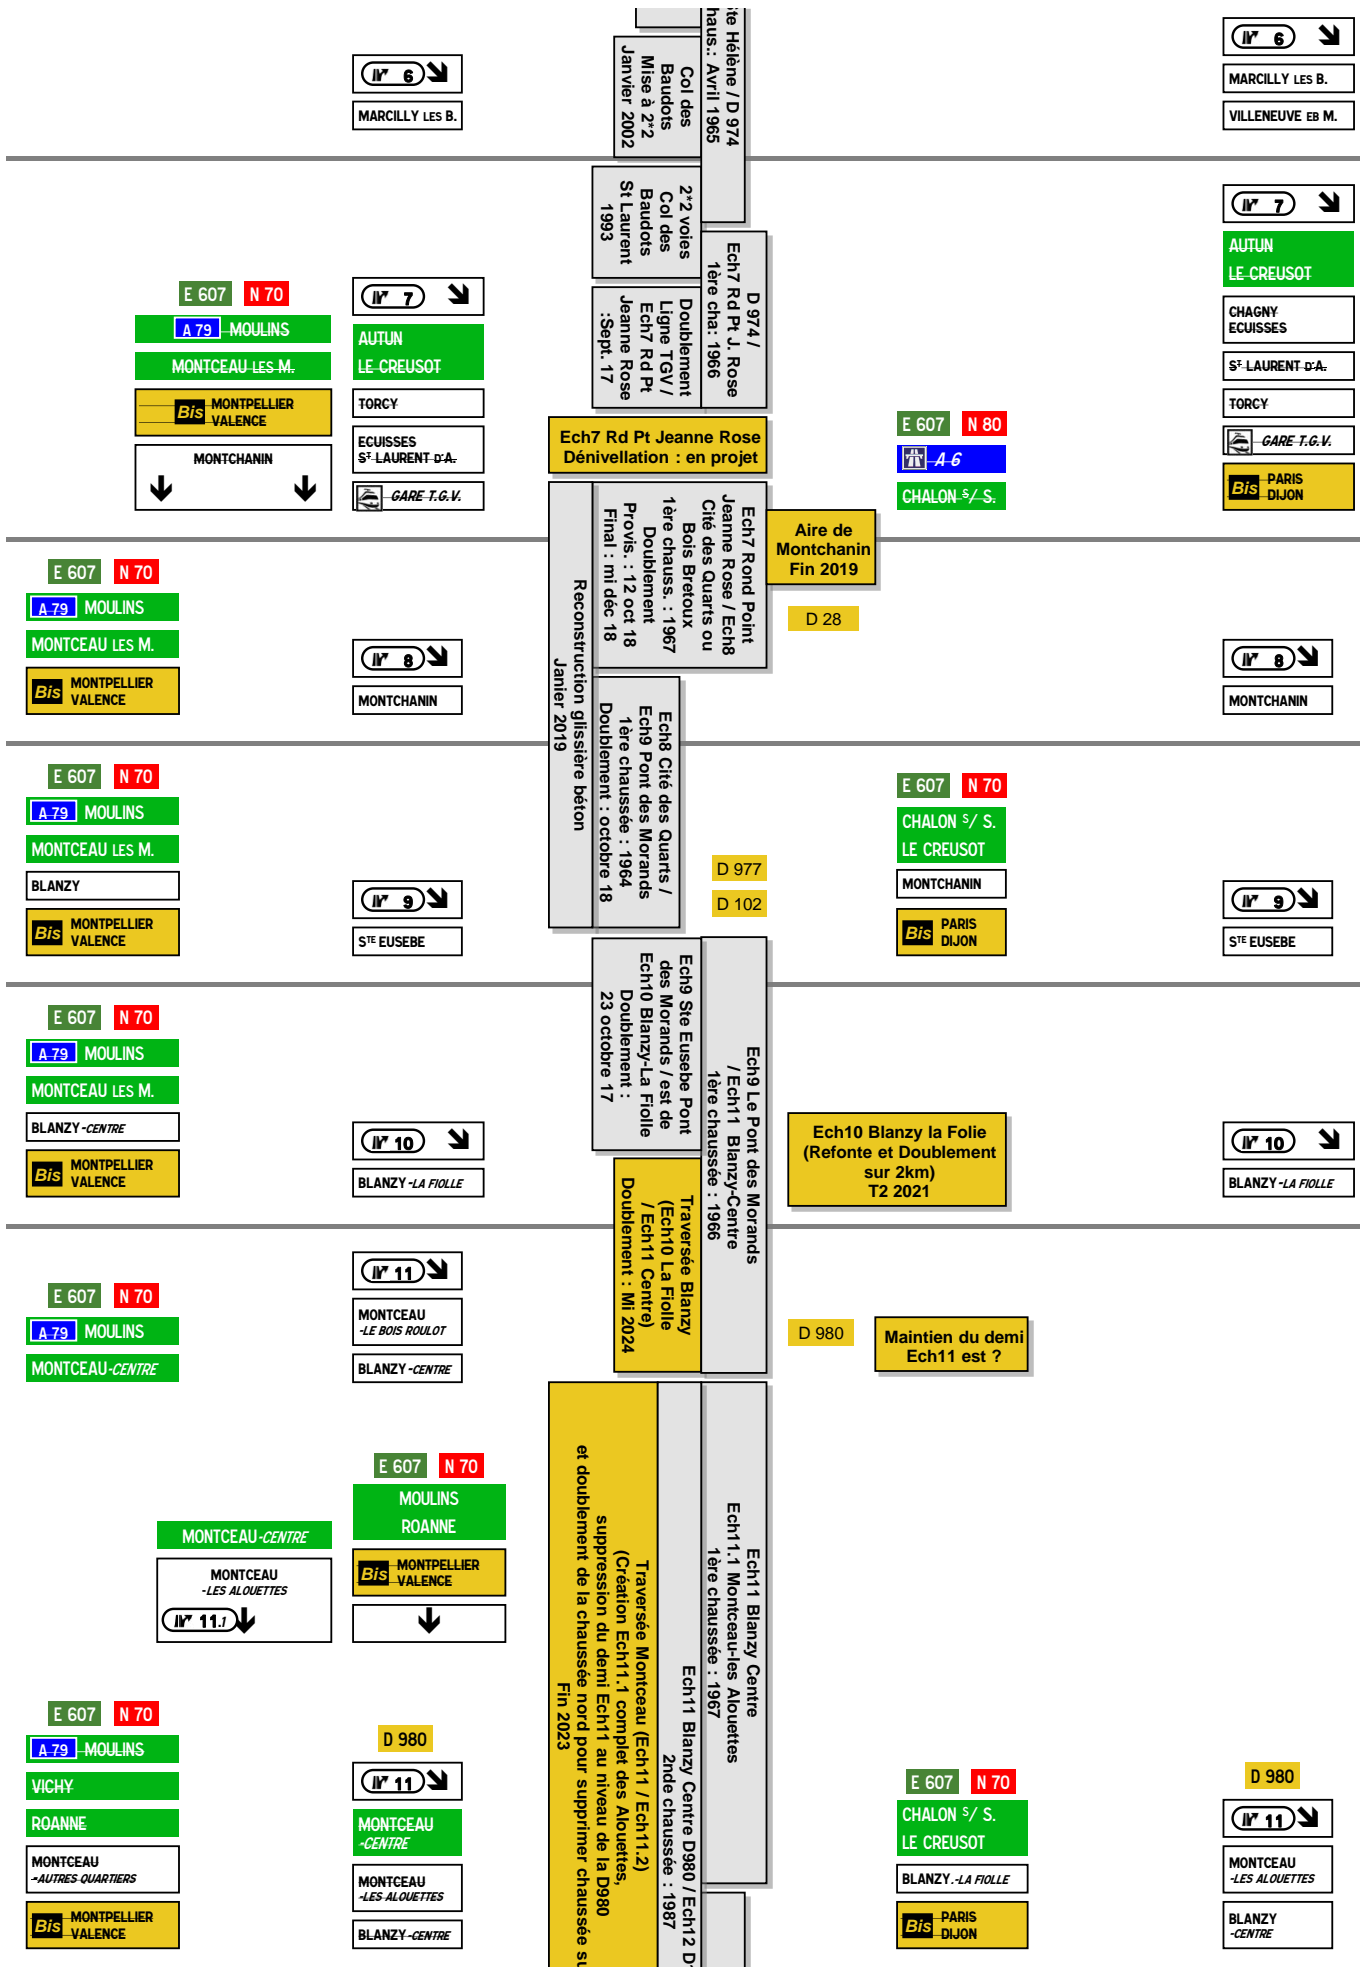 6
MARCILLY LES B.
te Hélène / D 974
haus.: Avril 1965
Col des
Baudots
Mise à 2*2
Janvier 2002
6
MARCILLY LES B.
VILLENEUVE EB M.
E 607 N 70
A 79 MOULINS
MONTCEAU LES M.
Bis MONTPELLIER
VALENCE
MONTCHANIN
7
AUTUN
LE CREUSOT
TORCY
ECUISSES
ST LAURENT D'A.
GARE T.G.V.
2*2 voies
Col des
Baudots
St Laurent
1993
D 974 /
Ech7 Rd Pt J. Rose
1ère cha: 1966
Doublement
Ligne TGV /
Ech7 Rd Pt
Jeanne Rose
:Sept. 17
Ech7 Rd Pt Jeanne Rose
Dénivellation : en projet
E 607 N 80
A 6
CHALON S/ S.
7
AUTUN
LE CREUSOT
CHAGNY
ECUISSES
ST LAURENT D'A.
TORCY
GARE T.G.V.
Bis PARIS
DIJON
E 607 N 70
A 79 MOULINS
MONTCEAU LES M.
Bis MONTPELLIER
VALENCE
8
MONTCHANIN
Ech7 Rond Point
Jeanne Rose / Ech8
Cité des Quarts ou
Bois Bretoux
1ère chauss. : 1967
Doublement
Provis. : 12 oct 18
Final : mi déc 18
Reconstruction glissière béton
Janier 2019
Aire de
Montchanin
Fin 2019
D 28
8
MONTCHANIN
Ech8 Cité des Quarts /
Ech9 Pont des Morands
1ère chaussée : 1964
Doublement : octobre 18
E 607 N 70
A 79 MOULINS
MONTCEAU LES M.
BLANZY
Bis MONTPELLIER
VALENCE
9
STE EUSEBE
D 977
D 102
E 607 N 70
CHALON S/ S.
LE CREUSOT
MONTCHANIN
Bis PARIS
DIJON
9
STE EUSEBE
E 607 N 70
A 79 MOULINS
MONTCEAU LES M.
BLANZY-CENTRE
Bis MONTPELLIER
VALENCE
10
BLANZY-LA FIOLLE
Ech9 Ste Eusebe Pont
des Morands / est de
Ech10 Blanzy-La Fiolle
Doublement :
23 octobre 17
Ech9 Le Pont des Morands
/ Ech11 Blanzy-Centre
1ère chaussée : 1966
Ech10 Blanzy la Folie
(Refonte et Doublement
sur 2km)
T2 2021
10
BLANZY-LA FIOLLE
Traversée Blanzy
(Ech10 La Fiolle
/ Ech11 Centre)
Doublement : Mi 2024
E 607 N 70
A 79 MOULINS
MONTCEAU-CENTRE
11
MONTCEAU
-LE BOIS ROULOT
BLANZY-CENTRE
D 980
Maintien du demi
Ech11 est ?
MONTCEAU-CENTRE
MONTCEAU
-LES ALOUETTES
11.1
E 607 N 70
MOULINS
ROANNE
Bis MONTPELLIER
VALENCE
Ech11 Blanzy Centre
Ech11.1 Montceau-les Alouettes
1ère chaussée : 1967
Ech11 Blanzy Centre D980 / Ech12 D
2nde chaussée : 1987
Traversée Montceau (Ech11 / Ech11.2)
(Création Ech11.1 complet des Alouettes,
suppression du demi Ech11 au niveau de la D980
et doublement de la chaussée nord pour supprimer chaussée su
Fin 2023
E 607 N 70
A 79 MOULINS
VICHY
ROANNE
MONTCEAU
-AUTRES QUARTIERS
Bis MONTPELLIER
VALENCE
D 980
11
MONTCEAU
-CENTRE
MONTCEAU
-LES ALOUETTES
BLANZY-CENTRE
E 607 N 70
CHALON S/ S.
LE CREUSOT
BLANZY.-LA FIOLLE
Bis PARIS
DIJON
D 980
11
MONTCEAU
-LES ALOUETTES
BLANZY
-CENTRE